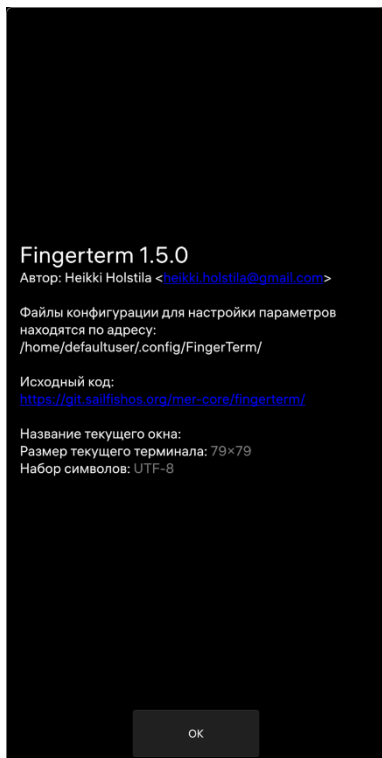 Fingerterm 1.5.0
Автор: Heikki Holstila <heikki.holstila@gmail.com>
Файлы конфигурации для настройки параметров
находятся по адресу:
/home/defaultuser/.config/FingerTerm/
Исходный код:
https://git.sailfishos.org/mer-core/fingerterm/
Название текущего окна:
Размер текущего терминала: 79×79
Набор символов: UTF-8
ОК